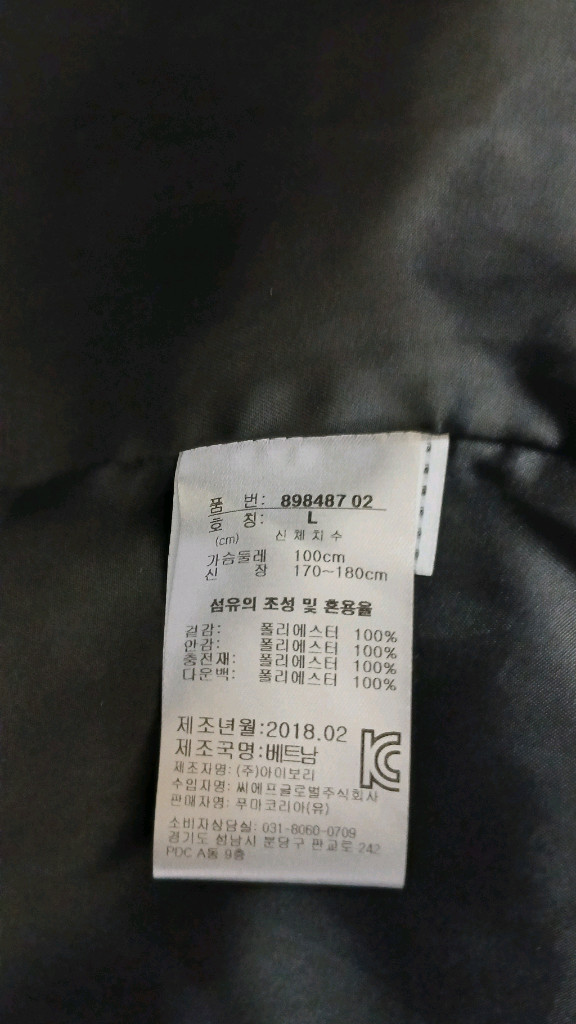 품 번: 898487 02
호 칭: L
(cm) 신 체 치 수
가슴둘레 100cm
신 장 170~180cm
섬유의 조성 및 혼용율
겉감: 폴리에스터 100%
안감: 폴리에스터 100%
충전재: 폴리에스터 100%
다운백: 폴리에스터 100%
제조년월:2018.02
제조국명:베트남
제조자명: (주)아이보리
수입자명: 씨에프글로벌주식회사
판매자명: 푸마코리아(유)
소비자상담실: 031-8060-0709
경기도 성남시 분당구 판교로 242
PDC A동 9층
KC